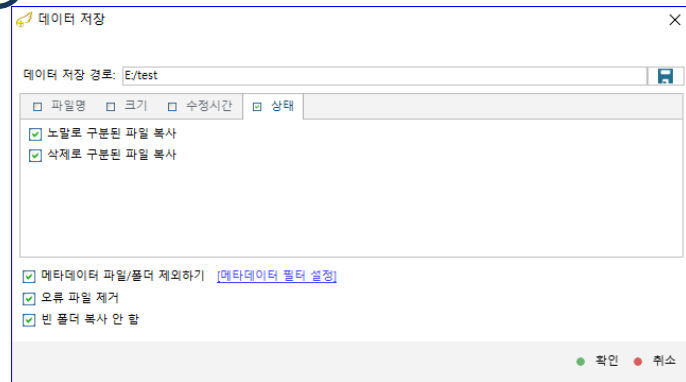 데이터 저장
데이터 저장 경로: E:/test
파일명 크기 수정시간 상태
노말로 구분된 파일 복사
삭제로 구분된 파일 복사
메타데이터 파일/폴더 제외하기 [메타데이터 필터 설정]
오류 파일 제거
빈 폴더 복사 안 함
확인 취소